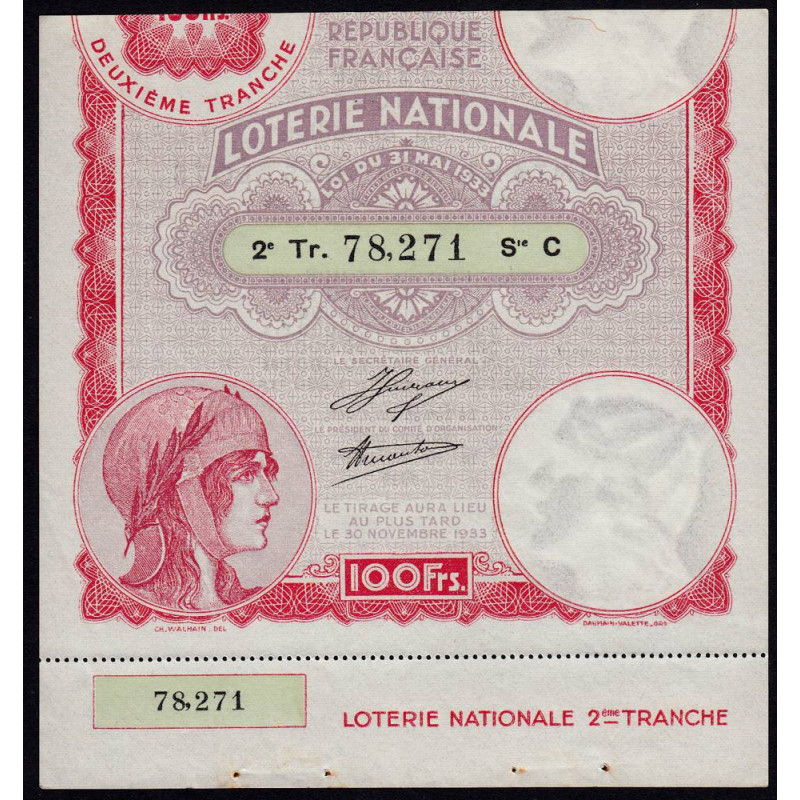 100Frs.
DEUXIÈME TRANCHE
RÉPUBLIQUE
FRANÇAISE
LOTERIE NATIONALE
LOI DU 31 MAI 1933
2e Tr. 78,271 Sie C
LE SECRÉTAIRE GÉNÉRAL
LE PRÉSIDENT DU COMITÉ D'ORGANISATION
LE TIRAGE AURA LIEU
AU PLUS TARD
LE 30 NOVEMBRE 1933
100Frs.
CH. WALHAIN. DEL
DAUMAIN-VALETTE.GRS
78,271
LOTERIE NATIONALE 2ème TRANCHE